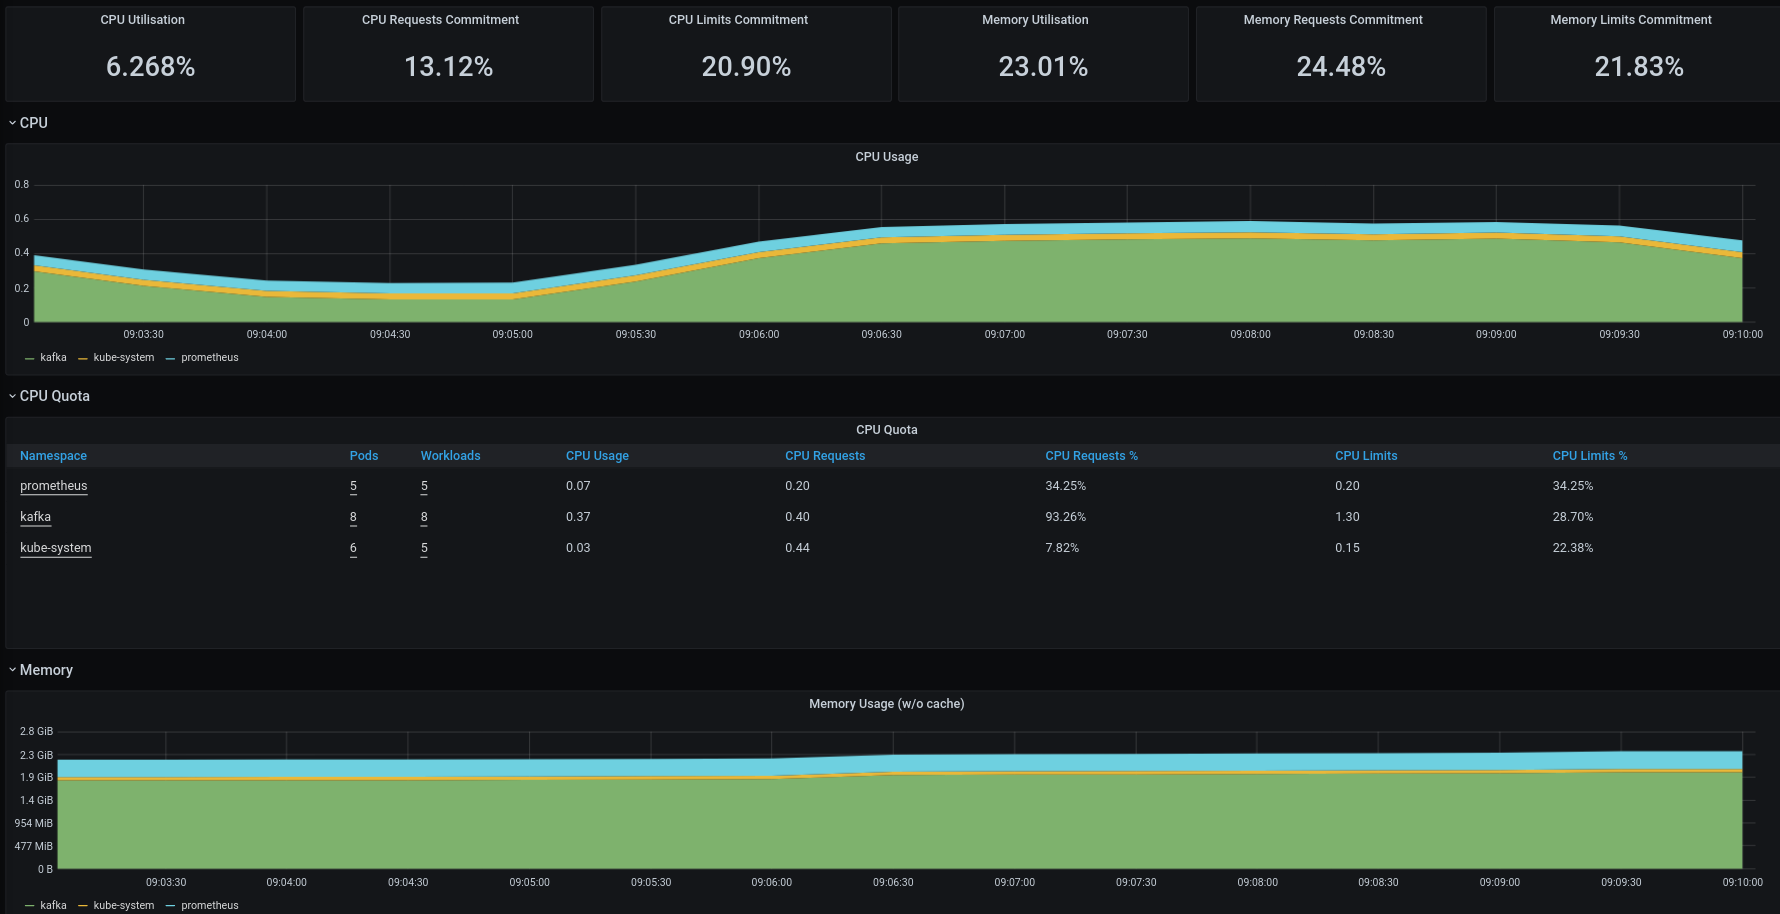 CPU Utilisation CPU Requests Commitment CPU Limits Commitment Memory Utilisation Memory Requests Commitment Memory Limits Commitment
6.268% 13.12% 20.90% 23.01% 24.48% 21.83%
CPU
CPU Usage
0.8
0.6
0.4
0.2
0
09:03:30 09:04:00 09:04:30 09:05:00 09:05:30 09:06:00 09:06:30 09:07:00 09:07:30 09:08:00 09:08:30 09:09:00 09:09:30 09:10:00
kafka kube-system prometheus
CPU Quota
CPU Quota
Namespace Pods Workloads CPU Usage CPU Requests CPU Requests % CPU Limits CPU Limits %
prometheus 5 5 0.07 0.20 34.25% 0.20 34.25%
kafka 8 8 0.37 0.40 93.26% 1.30 28.70%
kube-system 6 5 0.03 0.44 7.82% 0.15 22.38%
Memory
Memory Usage (w/o cache)
2.8 GiB
2.3 GiB
1.9 GiB
1.4 GiB
954 MiB
477 MiB
0 B
09:03:30 09:04:00 09:04:30 09:05:00 09:05:30 09:06:00 09:06:30 09:07:00 09:07:30 09:08:00 09:08:30 09:09:00 09:09:30 09:10:00
kafka kube-system prometheus